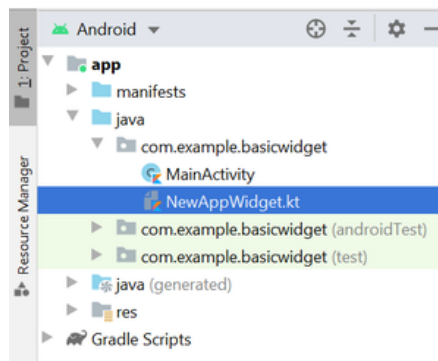 1: Project
Resource Manager
Android
app
manifests
java
com.example.basicwidget
MainActivity
NewAppWidget.kt
com.example.basicwidget (androidTest)
com.example.basicwidget (test)
java (generated)
res
Gradle Scripts